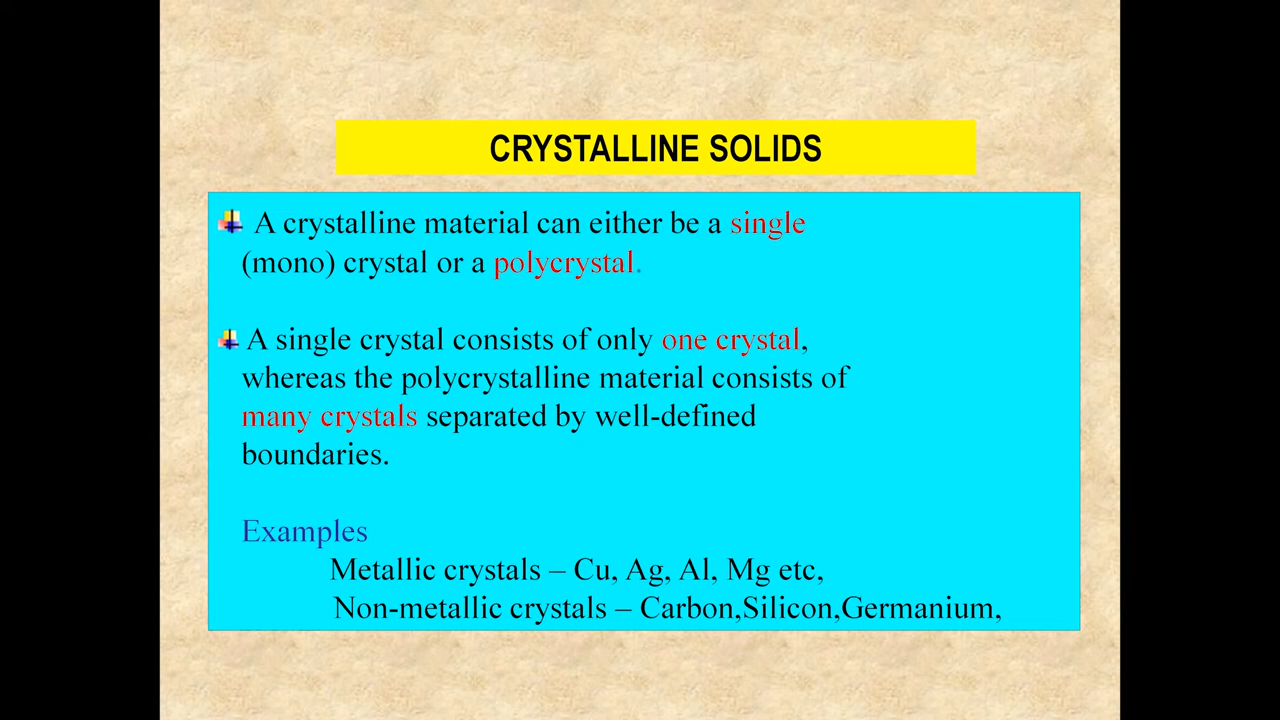 CRYSTALLINE SOLIDS
A crystalline material can either be a single
(mono) crystal or a polycrystal.
A single crystal consists of only one crystal,
whereas the polycrystalline material consists of
many crystals separated by well-defined
boundaries.
Examples
Metallic crystals – Cu, Ag, Al, Mg etc,
Non-metallic crystals – Carbon,Silicon,Germanium,